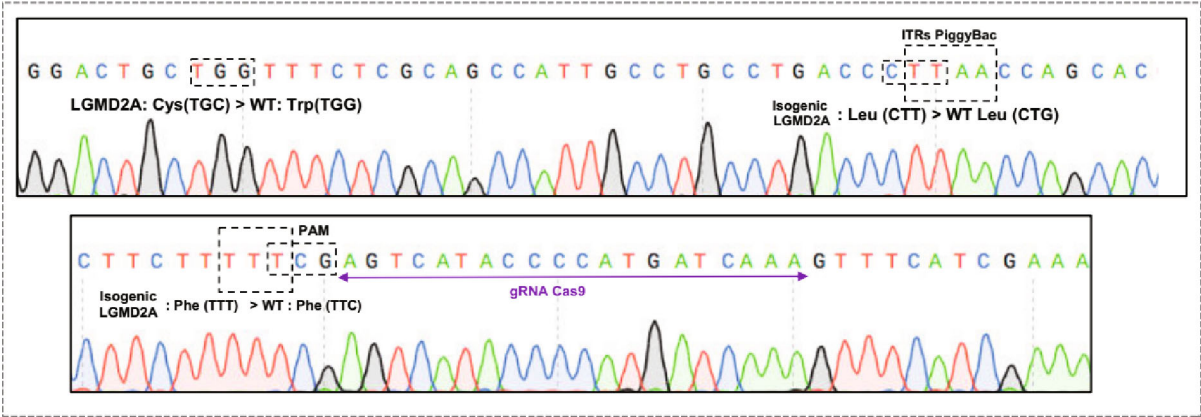 ITRs PiggyBac
G G A C T G C T G G T T T C T C G C A G C C A T T G C C T G C C T G A C C C T T A A C C A G C A C
LGMD2A: Cys(TGC) > WT: Trp(TGG)
Isogenic LGMD2A : Leu (CTT) > WT Leu (CTG)
PAM
C T T C T T T T T C G A G T C A T A C C C C A T G A T C A A A G T T T C A T C G A A A
gRNA Cas9
Isogenic LGMD2A : Phe (TTT) > WT : Phe (TTC)